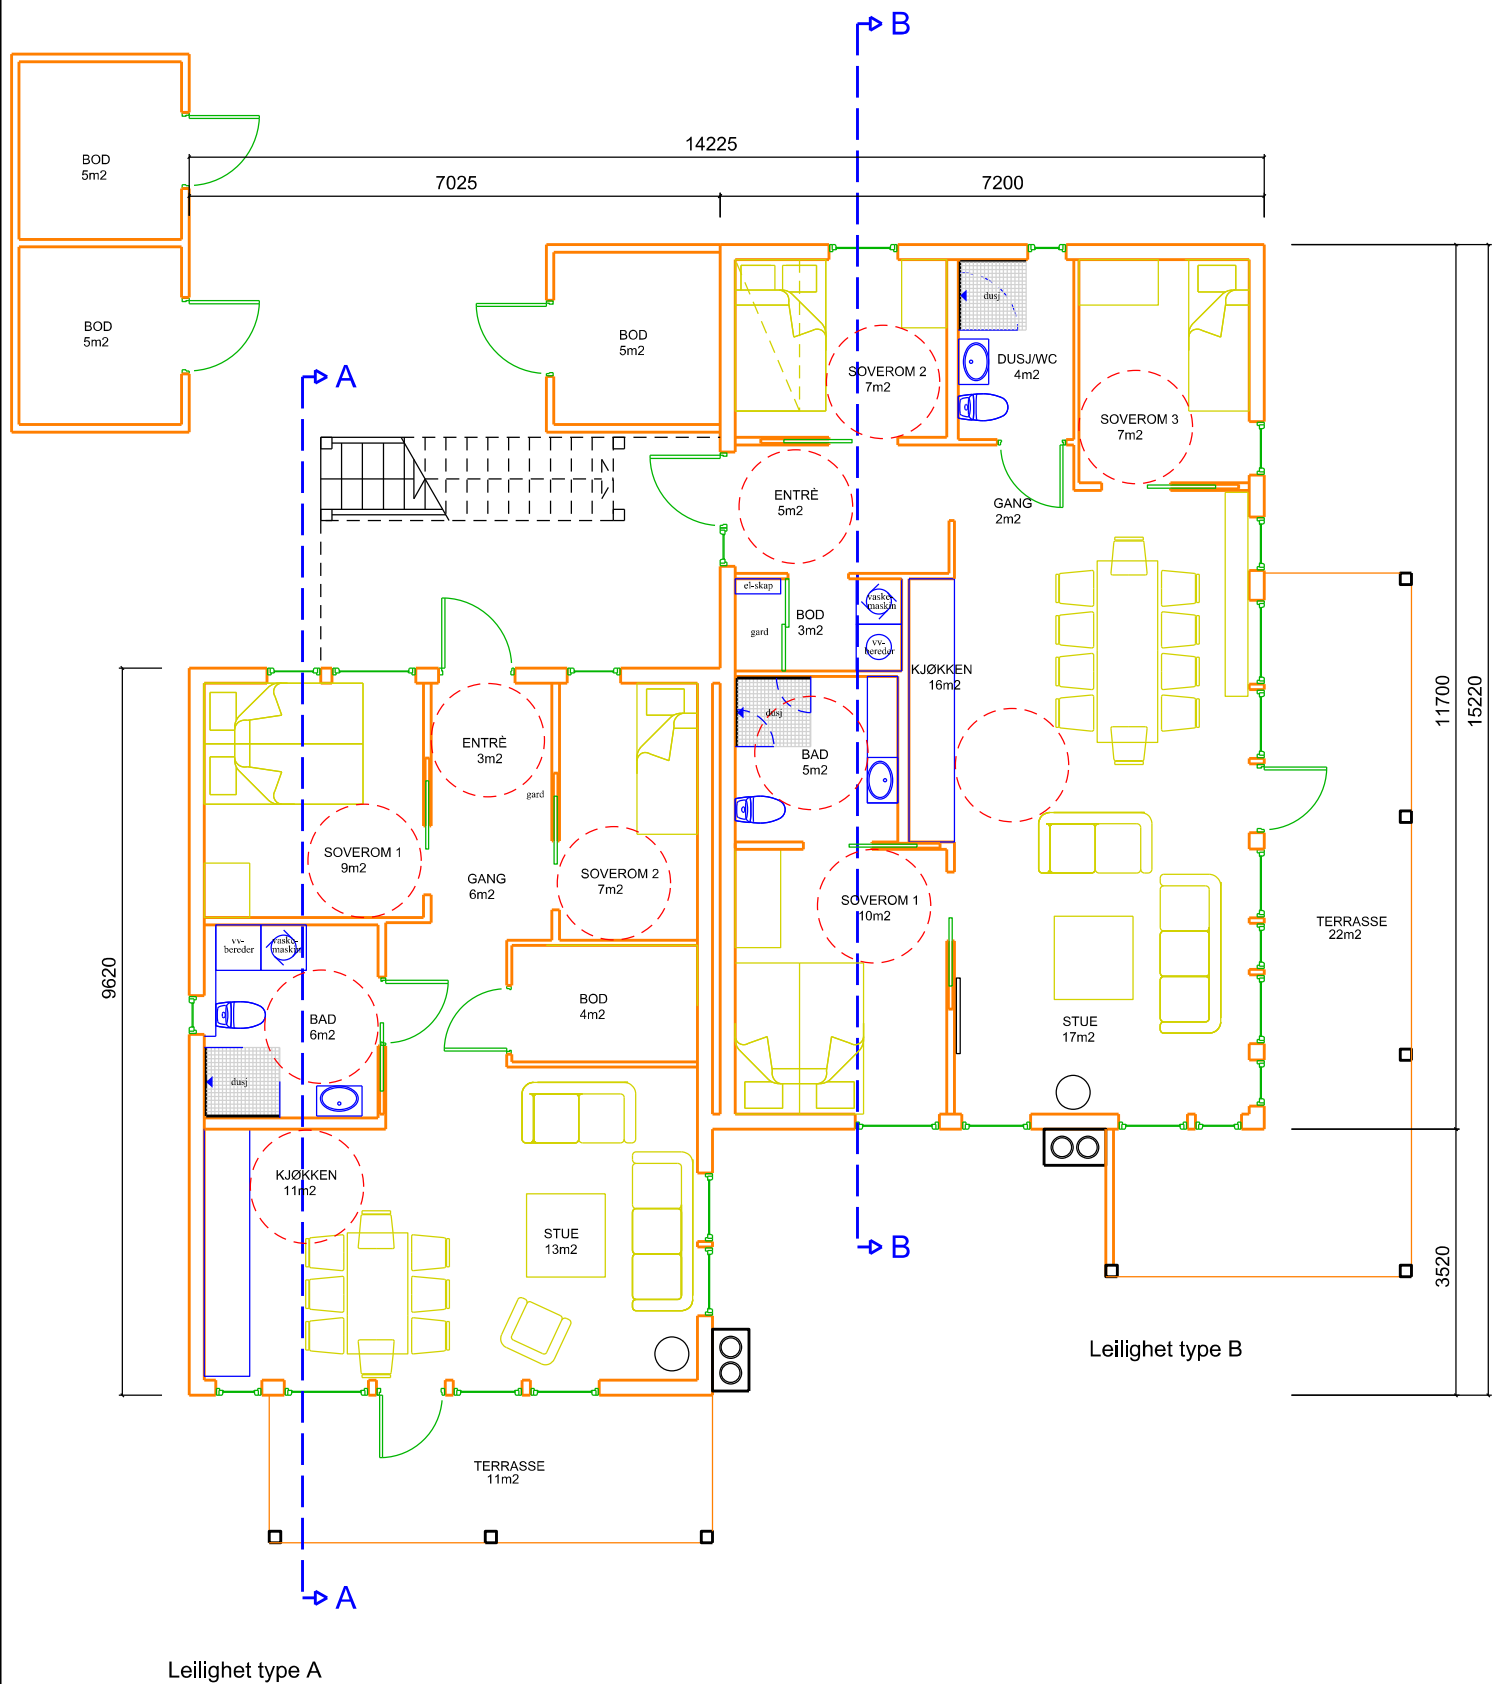 B
14225
7025
7200
BOD
5m2
BOD
5m2
BOD
5m2
A
SOVEROM 2
7m2
dusj
DUSJ/WC
4m2
SOVEROM 3
7m2
ENTRÈ
5m2
GANG
2m2
el-skap
gard
BOD
3m2
vaske-
maskin
vv-
bereder
KJØKKEN
16m2
dusj
BAD
5m2
SOVEROM 1
10m2
STUE
17m2
TERRASSE
22m2
11700
15220
3520
B
Leilighet type B
9620
ENTRÈ
3m2
gard
SOVEROM 1
9m2
GANG
6m2
SOVEROM 2
7m2
vv-
bereder
vaske-
maskin
BAD
6m2
BOD
4m2
dusj
KJØKKEN
11m2
STUE
13m2
TERRASSE
11m2
A
Leilighet type A